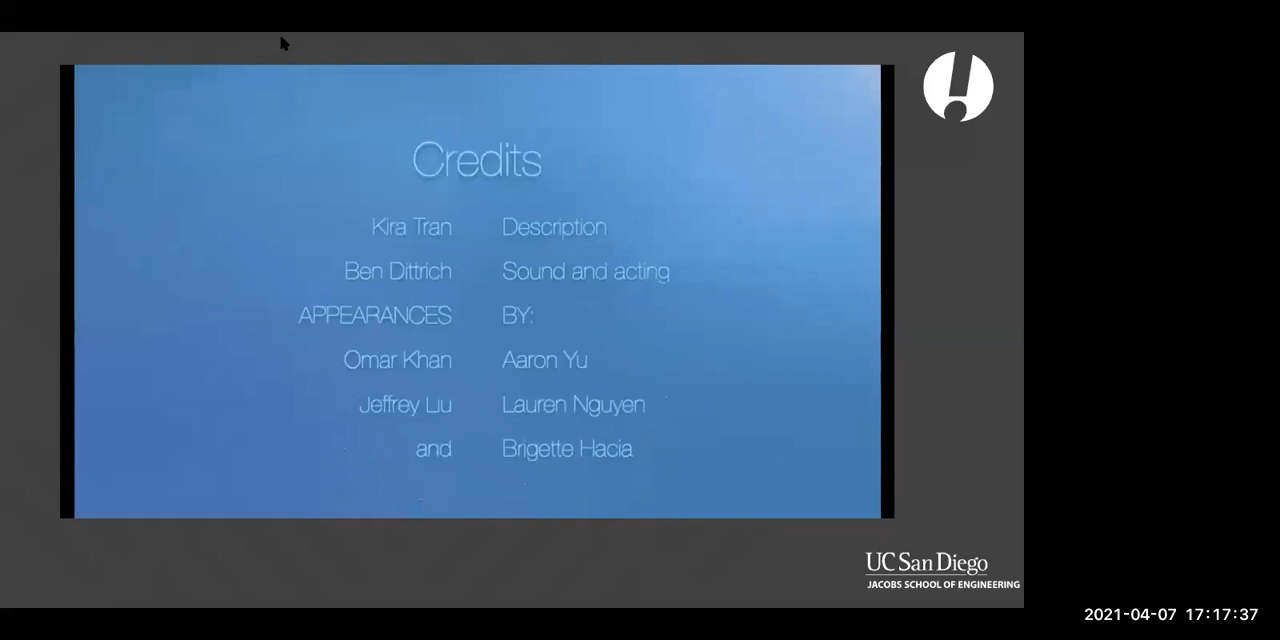 Credits
Kira Tran Description
Ben Dittrich Sound and acting
APPEARANCES BY:
Omar Khan Aaron Yu
Jeffrey Liu Lauren Nguyen
and Brigette Hacia
UC San Diego
JACOBS SCHOOL OF ENGINEERING
2021-04-07 17:17:37